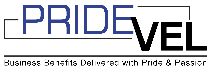 PRIDE
VEL
Business Benefits Delivered with Pride & Passion